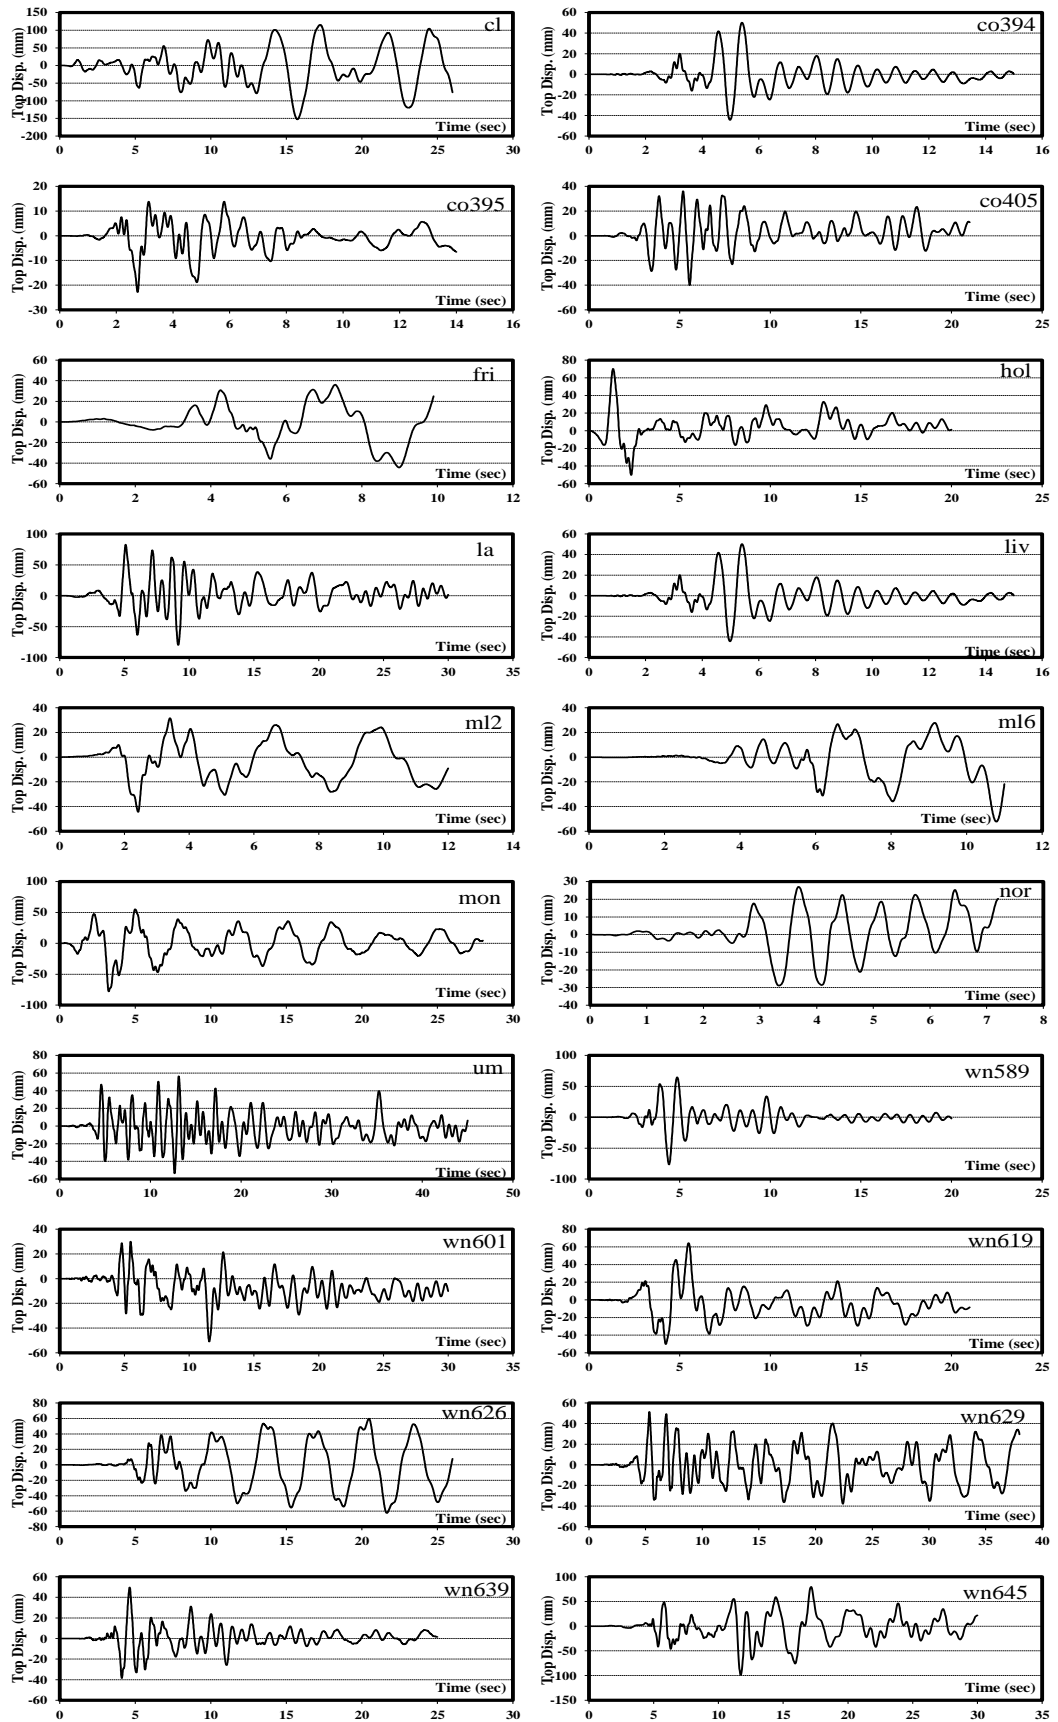 cl
Top Disp. (mm)
150
100
50
0
-50
-100
-150
-200
Time (sec)
0 5 10 15 20 25 30
co394
Top Disp. (mm)
60
40
20
0
-20
-40
-60
Time (sec)
0 2 4 6 8 10 12 14 16
co395
Top Disp. (mm)
20
10
0
-10
-20
-30
Time (sec)
0 2 4 6 8 10 12 14 16
co405
Top Disp. (mm)
40
20
0
-20
-40
-60
Time (sec)
0 5 10 15 20 25
fri
Top Disp. (mm)
60
40
20
0
-20
-40
-60
Time (sec)
0 2 4 6 8 10 12
hol
Top Disp. (mm)
80
60
40
20
0
-20
-40
-60
Time (sec)
0 5 10 15 20 25
la
Top Disp. (mm)
100
50
0
-50
-100
Time (sec)
0 5 10 15 20 25 30 35
liv
Top Disp. (mm)
60
40
20
0
-20
-40
-60
Time (sec)
0 2 4 6 8 10 12 14 16
ml2
Top Disp. (mm)
40
20
0
-20
-40
-60
Time (sec)
0 2 4 6 8 10 12 14
ml6
Top Disp. (mm)
40
20
0
-20
-40
-60
Time (sec)
0 2 4 6 8 10 12
mon
Top Disp. (mm)
100
50
0
-50
-100
Time (sec)
0 5 10 15 20 25 30
nor
Top Disp. (mm)
30
20
10
0
-10
-20
-30
-40
Time (sec)
0 1 2 3 4 5 6 7 8
um
Top Disp. (mm)
80
60
40
20
0
-20
-40
-60
Time (sec)
0 10 20 30 40 50
wn589
Top Disp. (mm)
100
50
0
-50
-100
Time (sec)
0 5 10 15 20 25
wn601
Top Disp. (mm)
40
20
0
-20
-40
-60
Time (sec)
0 5 10 15 20 25 30 35
wn619
Top Disp. (mm)
80
60
40
20
0
-20
-40
-60
Time (sec)
0 5 10 15 20 25
wn626
Top Disp. (mm)
80
60
40
20
0
-20
-40
-60
-80
Time (sec)
0 5 10 15 20 25 30
wn629
Top Disp. (mm)
60
40
20
0
-20
-40
-60
Time (sec)
0 5 10 15 20 25 30 35 40
wn639
Top Disp. (mm)
60
40
20
0
-20
-40
-60
Time (sec)
0 5 10 15 20 25 30
wn645
Top Disp. (mm)
100
50
0
-50
-100
-150
Time (sec)
0 5 10 15 20 25 30 35